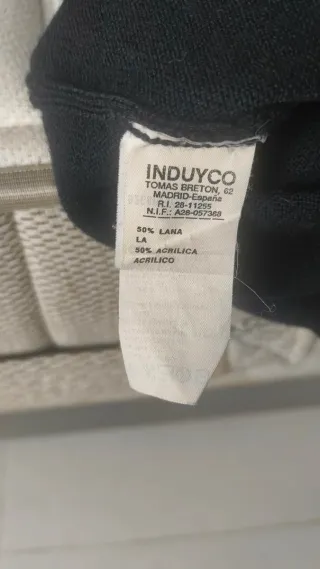 INDUYCO
TOMAS BRETON, 62
MADRID-España
R.I. 28-11255
N.I.F.: A28-057368
50% LANA
LA
50% ACRILICA
ACRILICO